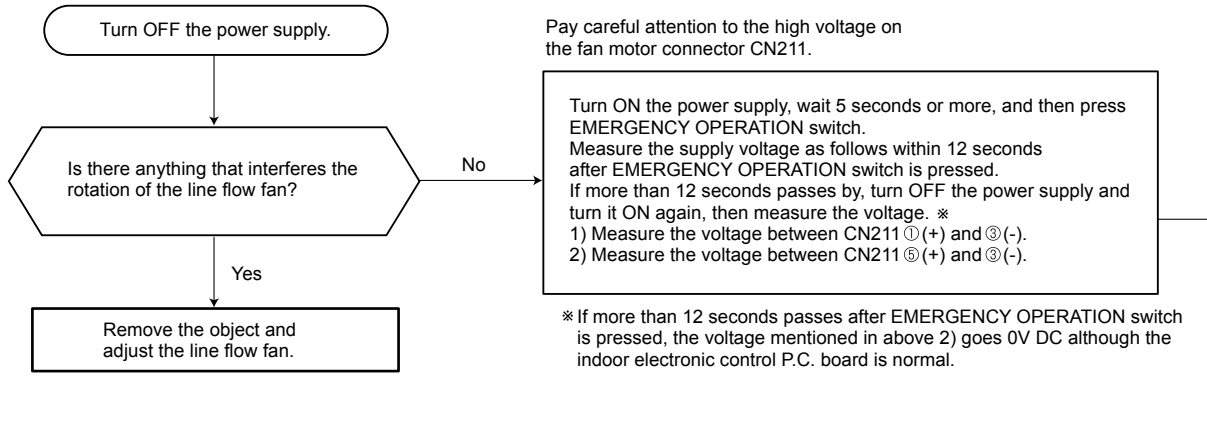 Turn OFF the power supply.
Is there anything that interferes the
rotation of the line flow fan?
No
Yes
Remove the object and
adjust the line flow fan.
Pay careful attention to the high voltage on
the fan motor connector CN211.
Turn ON the power supply, wait 5 seconds or more, and then press
EMERGENCY OPERATION switch.
Measure the supply voltage as follows within 12 seconds
after EMERGENCY OPERATION switch is pressed.
If more than 12 seconds passes by, turn OFF the power supply and
turn it ON again, then measure the voltage. ※
1) Measure the voltage between CN211 ①(+) and ③(-).
2) Measure the voltage between CN211 ⑤(+) and ③(-).
※ If more than 12 seconds passes after EMERGENCY OPERATION switch
is pressed, the voltage mentioned in above 2) goes 0V DC although the
indoor electronic control P.C. board is normal.